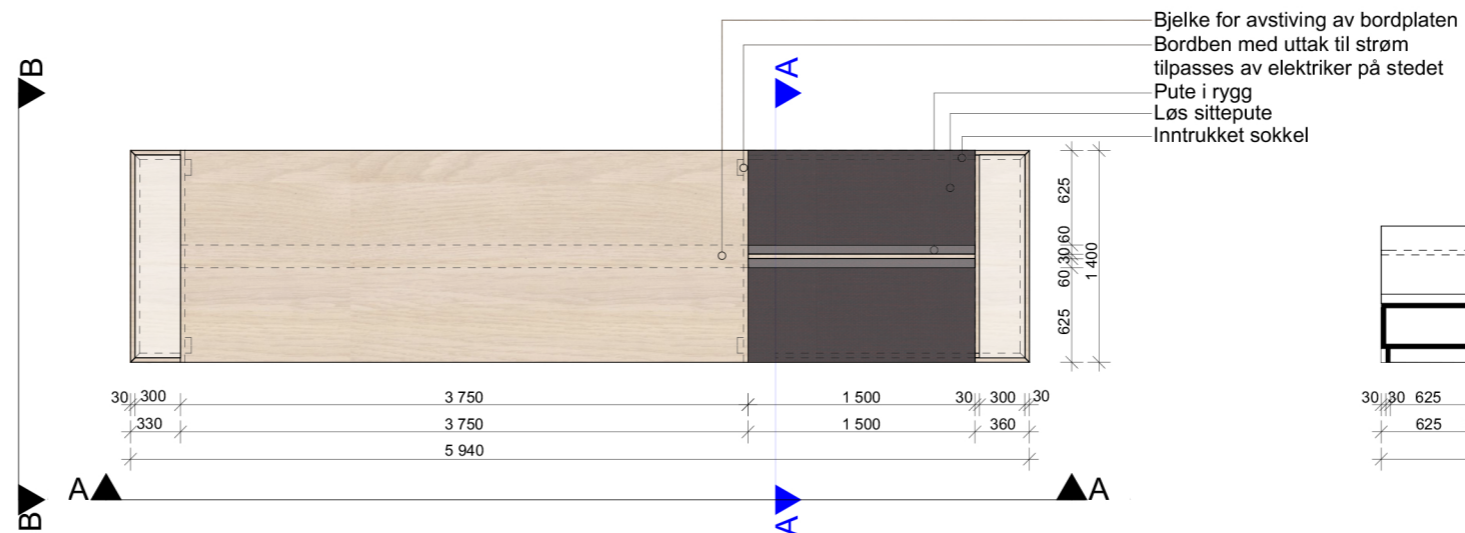 Bjelke for avstiving av bordplaten
Bordben med uttak til strøm
tilpasses av elektriker på stedet
Pute i rygg
Løs sittepute
Inntrukket sokkel
B
A
625
60
30
60
625
1 400
30 300 3 750 1 500 30 300 30
330 3 750 1 500 360
5 940
30 30 625
625
A
A
B
A